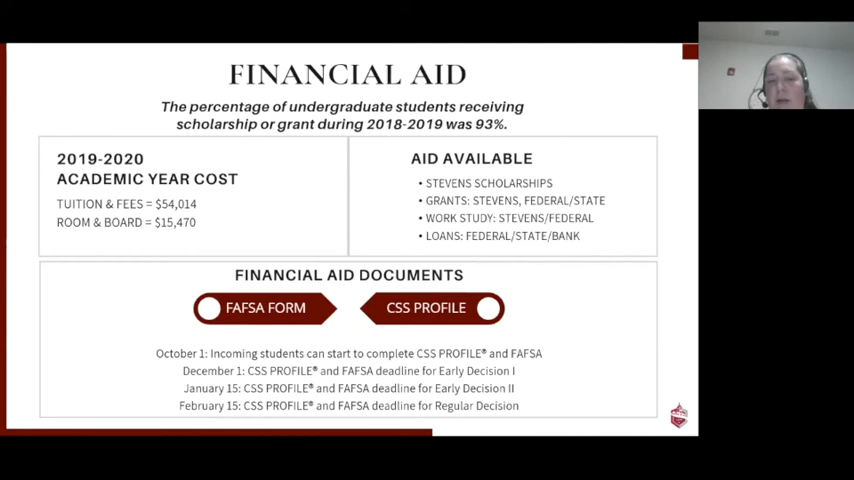 FINANCIAL AID
The percentage of undergraduate students receiving
scholarship or grant during 2018-2019 was 93%.
2019-2020
ACADEMIC YEAR COST
TUITION & FEES = $54,014
ROOM & BOARD = $15,470
AID AVAILABLE
• STEVENS SCHOLARSHIPS
• GRANTS: STEVENS, FEDERAL/STATE
• WORK STUDY: STEVENS/FEDERAL
• LOANS: FEDERAL/STATE/BANK
FINANCIAL AID DOCUMENTS
FAFSA FORM
CSS PROFILE
October 1: Incoming students can start to complete CSS PROFILE® and FAFSA
December 1: CSS PROFILE® and FAFSA deadline for Early Decision I
January 15: CSS PROFILE® and FAFSA deadline for Early Decision II
February 15: CSS PROFILE® and FAFSA deadline for Regular Decision